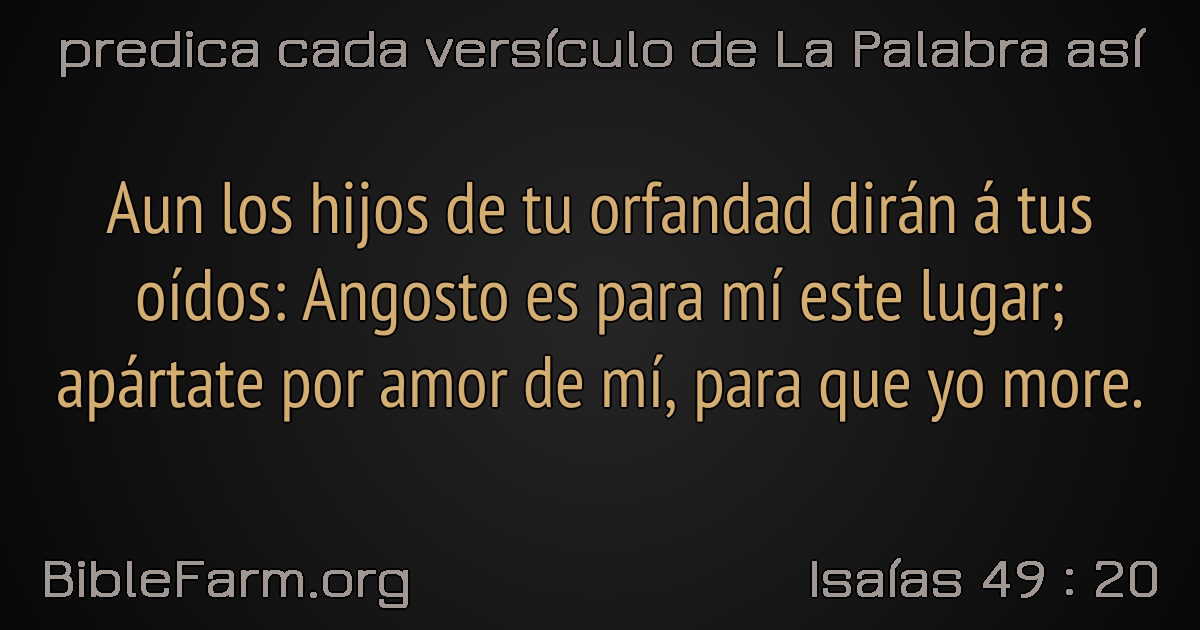 predica cada versículo de La Palabra así
Aun los hijos de tu orfandad dirán á tus
oídos: Angosto es para mí este lugar;
apártate por amor de mí, para que yo more.
BibleFarm.org
Isaías 49 : 20